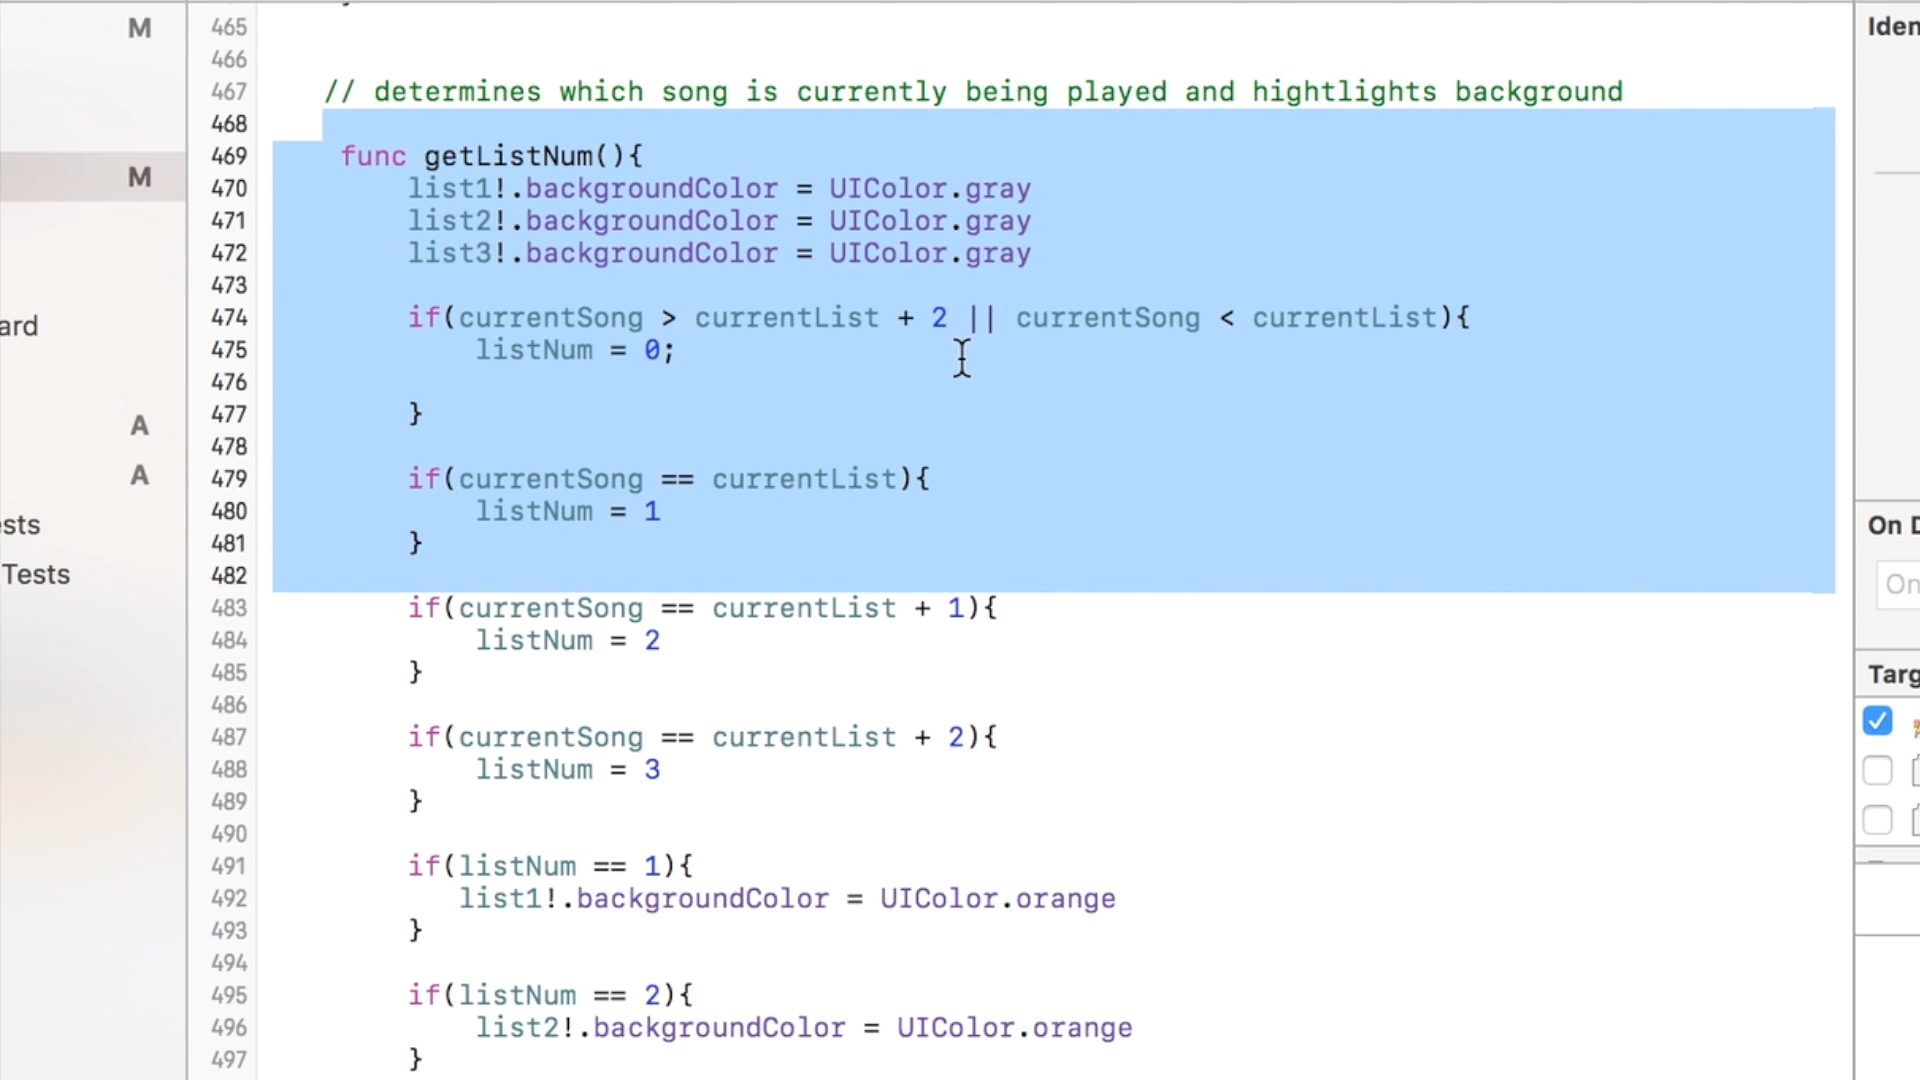 M
M
ard
A
A
ests
Tests
465
466
467 // determines which song is currently being played and hightlights background
468
469 func getListNum(){
470 list1!.backgroundColor = UIColor.gray
471 list2!.backgroundColor = UIColor.gray
472 list3!.backgroundColor = UIColor.gray
473
474 if(currentSong > currentList + 2 || currentSong < currentList){
475 listNum = 0;
476
477 }
478
479 if(currentSong == currentList){
480 listNum = 1
481 }
482
483 if(currentSong == currentList + 1){
484 listNum = 2
485 }
486
487 if(currentSong == currentList + 2){
488 listNum = 3
489 }
490
491 if(listNum == 1){
492 list1!.backgroundColor = UIColor.orange
493 }
494
495 if(listNum == 2){
496 list2!.backgroundColor = UIColor.orange
497 }
Iden
On D
On
Targ